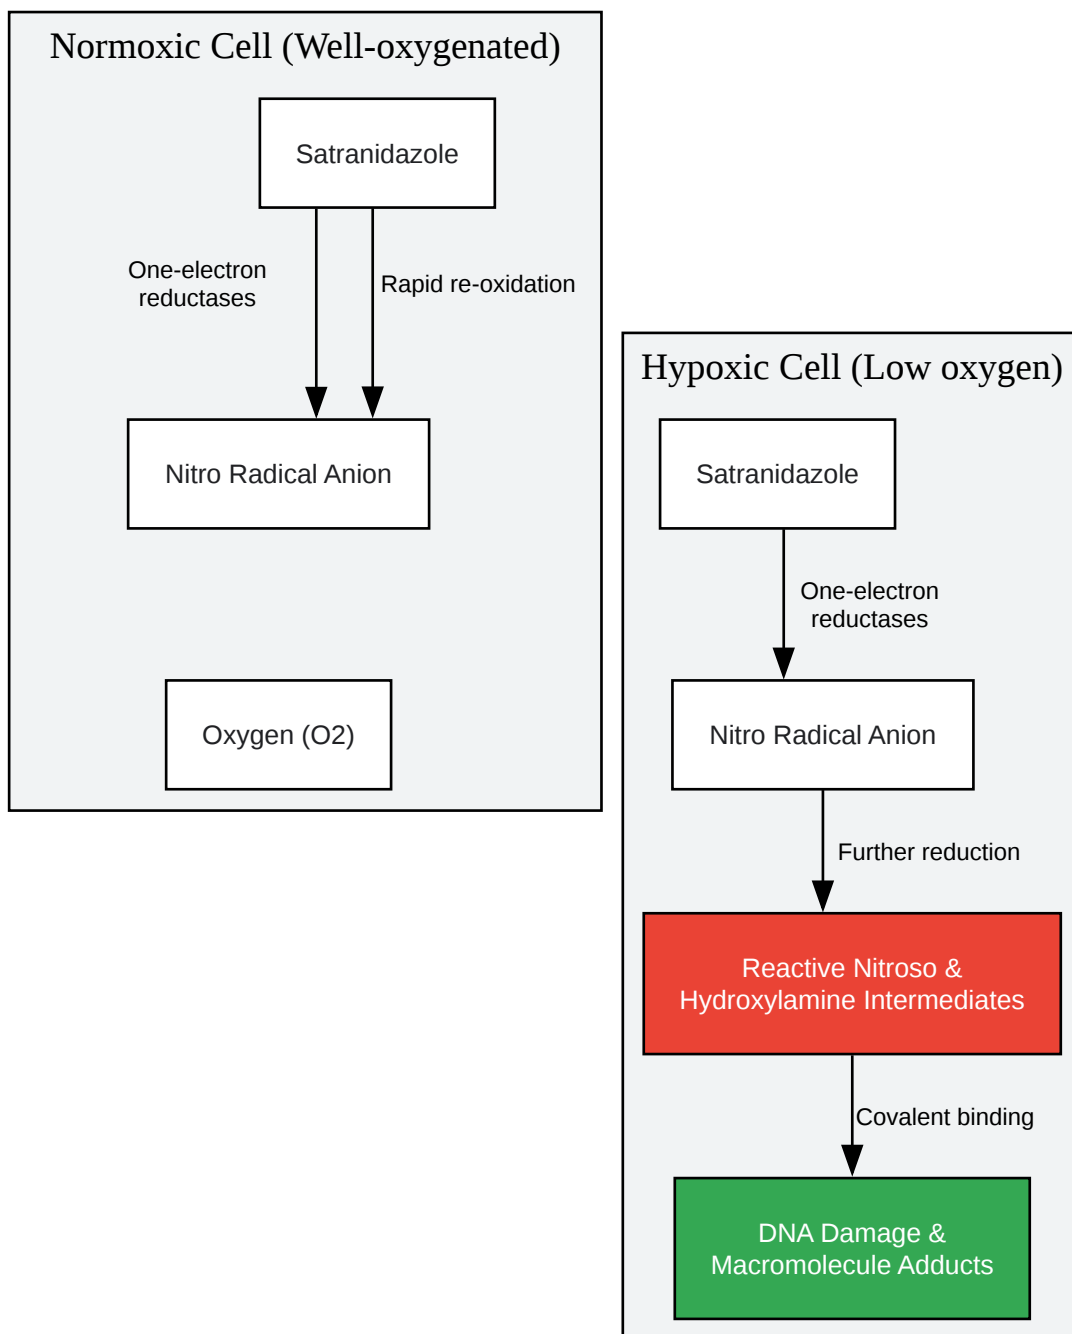 Normoxic Cell (Well-oxygenated)
Satranidazole
One-electron
reductases
Rapid re-oxidation
Nitro Radical Anion
Oxygen (O2)
Hypoxic Cell (Low oxygen)
Satranidazole
One-electron
reductases
Nitro Radical Anion
Further reduction
Reactive Nitroso &
Hydroxylamine Intermediates
Covalent binding
DNA Damage &
Macromolecule Adducts